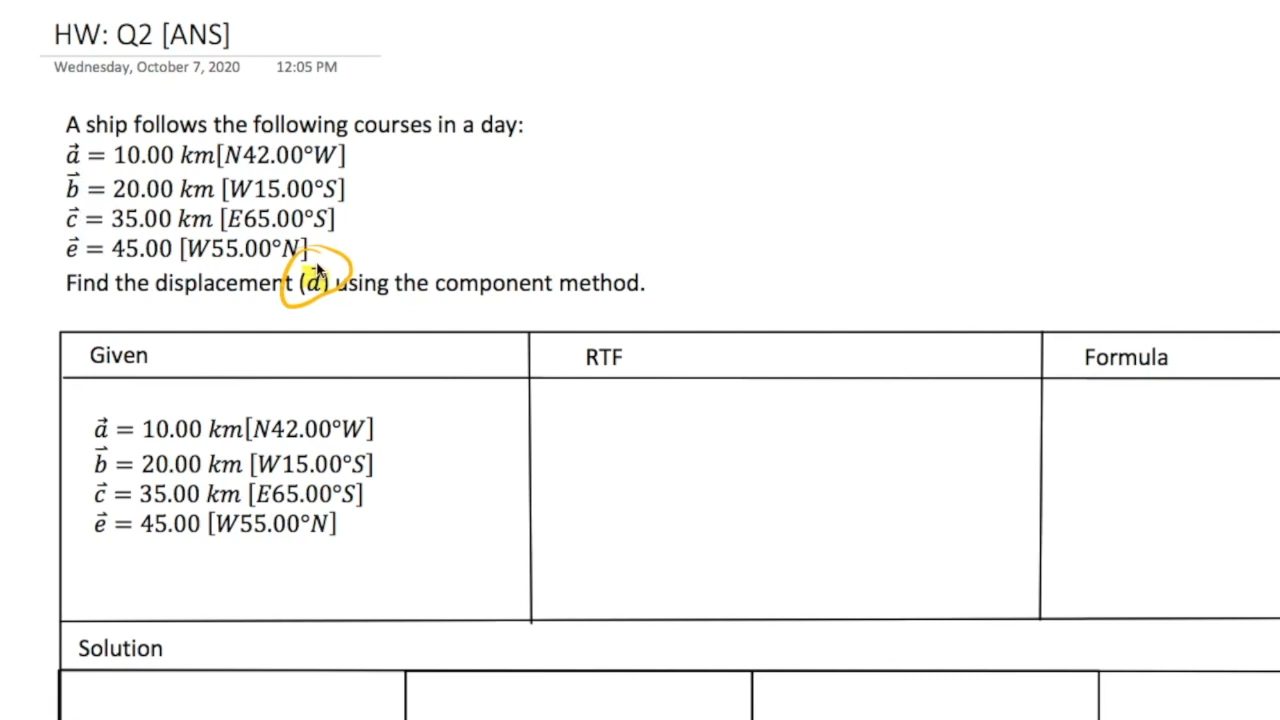 HW: Q2 [ANS]
Wednesday, October 7, 2020 12:05 PM
A ship follows the following courses in a day:
a⃗ = 10.00 km[N42.00°W]
b⃗ = 20.00 km [W15.00°S]
c⃗ = 35.00 km [E65.00°S]
e⃗ = 45.00 [W55.00°N]
Find the displacement (d⃗) using the component method.
Given RTF Formula
a⃗ = 10.00 km[N42.00°W]
b⃗ = 20.00 km [W15.00°S]
c⃗ = 35.00 km [E65.00°S]
e⃗ = 45.00 [W55.00°N]
Solution